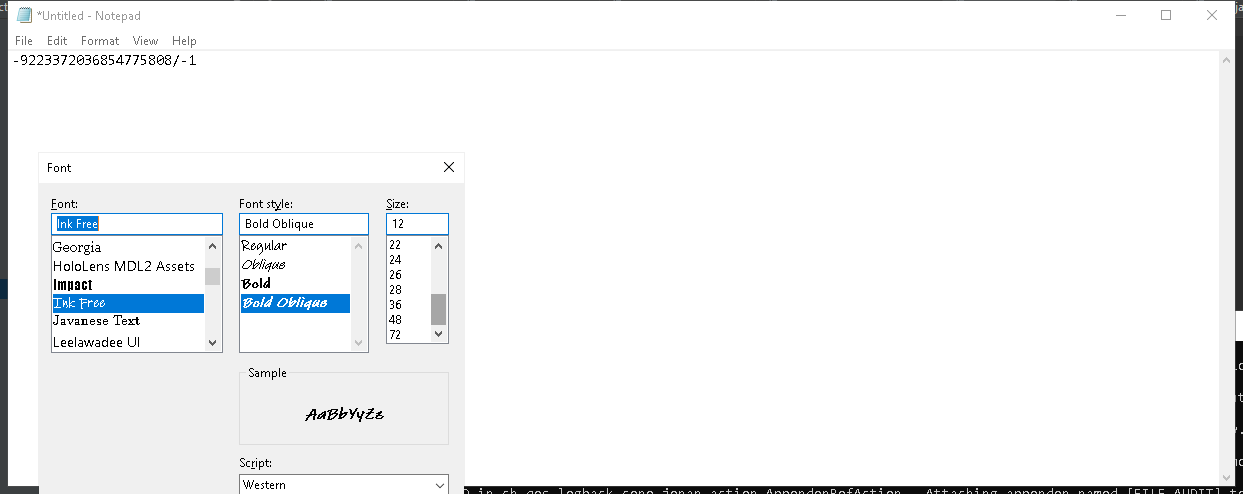 *Untitled - Notepad
File Edit Format View Help
-9223372036854775808/-1
Font
Font: Font style: Size:
Ink Free Bold Oblique 12
Georgia
HoloLens MDL2 Assets
Impact
Ink Free
Javanese Text
Leelawadee UI
Regular
Oblique
Bold
Bold Oblique
22
24
26
28
36
48
72
Sample
AaBbYyZz
Script:
Western
in ch.qos.logback.core.joran.action.AppenderRefAction - Attaching appender named [FILE_AUDIT] t